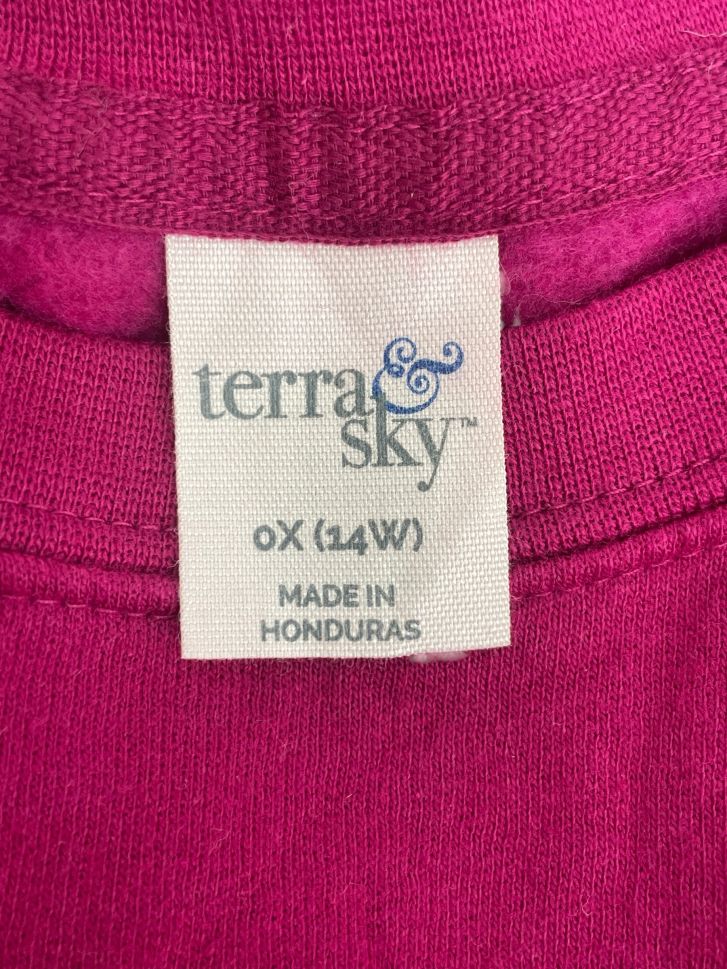 terra &
sky™
0X (14W)
MADE IN
HONDURAS